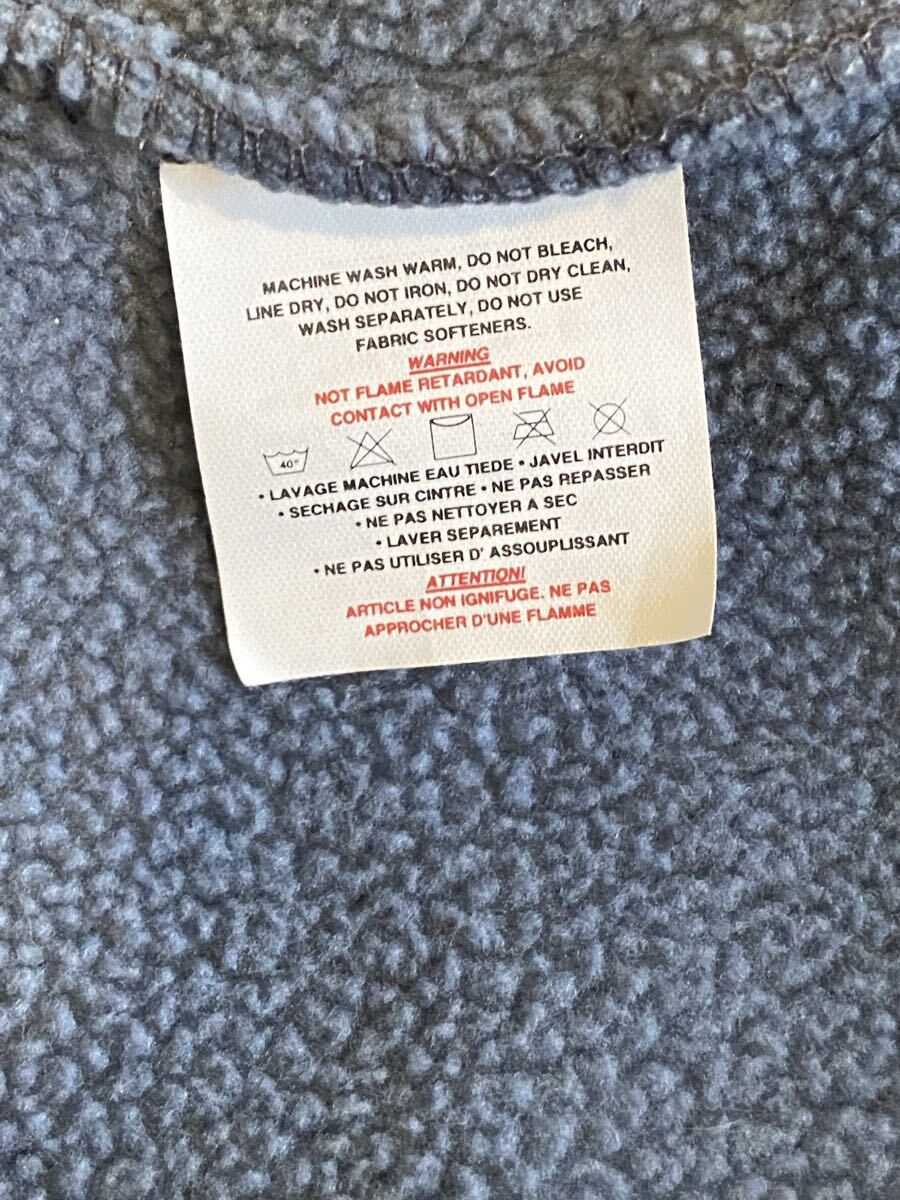 MACHINE WASH WARM, DO NOT BLEACH,
LINE DRY, DO NOT IRON, DO NOT DRY CLEAN,
WASH SEPARATELY, DO NOT USE
FABRIC SOFTENERS.
WARNING
NOT FLAME RETARDANT, AVOID
CONTACT WITH OPEN FLAME
40°
• LAVAGE MACHINE EAU TIEDE • JAVEL INTERDIT
• SECHAGE SUR CINTRE • NE PAS REPASSER
• NE PAS NETTOYER A SEC
• LAVER SEPAREMENT
• NE PAS UTILISER D' ASSOUPLISSANT
ATTENTION!
ARTICLE NON IGNIFUGE. NE PAS
APPROCHER D'UNE FLAMME